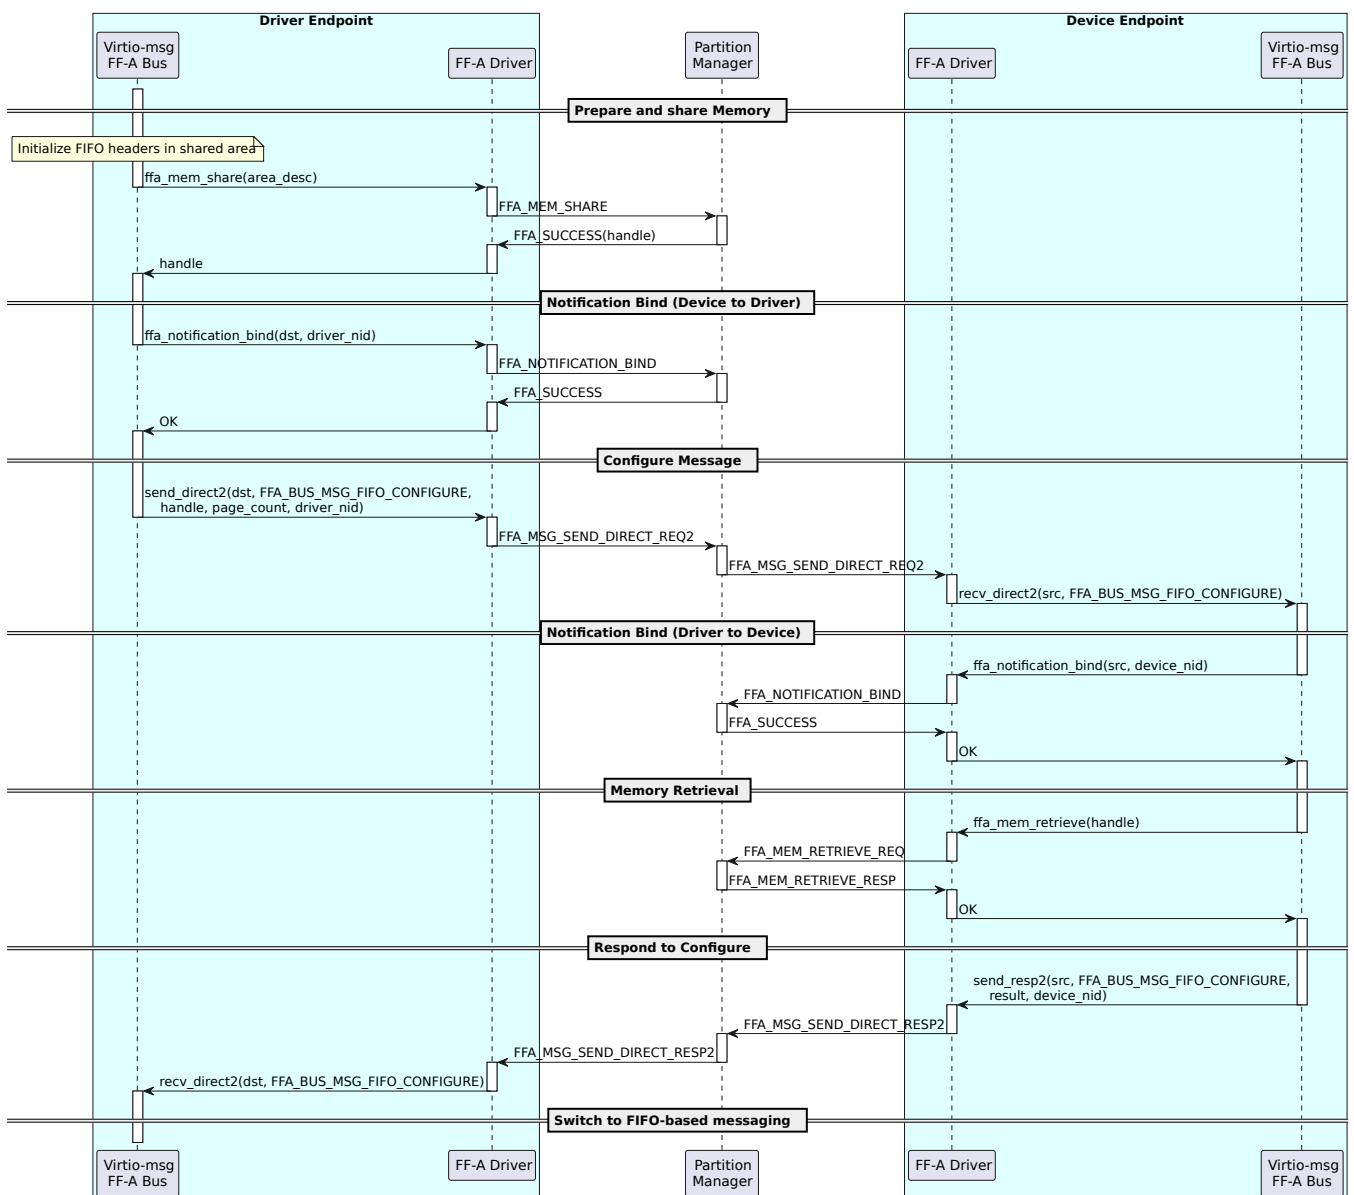 Driver Endpoint
Device Endpoint
Virtio-msg
FF-A Bus
FF-A Driver
Partition
Manager
FF-A Driver
Virtio-msg
FF-A Bus
Prepare and share Memory
Initialize FIFO headers in shared area
ffa_mem_share(area_desc)
FFA_MEM_SHARE
FFA_SUCCESS(handle)
handle
Notification Bind (Device to Driver)
ffa_notification_bind(dst, driver_nid)
FFA_NOTIFICATION_BIND
FFA_SUCCESS
OK
Configure Message
send_direct2(dst, FFA_BUS_MSG_FIFO_CONFIGURE,
handle, page_count, driver_nid)
FFA_MSG_SEND_DIRECT_REQ2
FFA_MSG_SEND_DIRECT_REQ2
recv_direct2(src, FFA_BUS_MSG_FIFO_CONFIGURE)
Notification Bind (Driver to Device)
ffa_notification_bind(src, device_nid)
FFA_NOTIFICATION_BIND
FFA_SUCCESS
OK
Memory Retrieval
ffa_mem_retrieve(handle)
FFA_MEM_RETRIEVE_REQ
FFA_MEM_RETRIEVE_RESP
OK
Respond to Configure
send_resp2(src, FFA_BUS_MSG_FIFO_CONFIGURE,
result, device_nid)
FFA_MSG_SEND_DIRECT_RESP2
FFA_MSG_SEND_DIRECT_RESP2
recv_direct2(dst, FFA_BUS_MSG_FIFO_CONFIGURE)
Switch to FIFO-based messaging
Virtio-msg
FF-A Bus
FF-A Driver
Partition
Manager
FF-A Driver
Virtio-msg
FF-A Bus